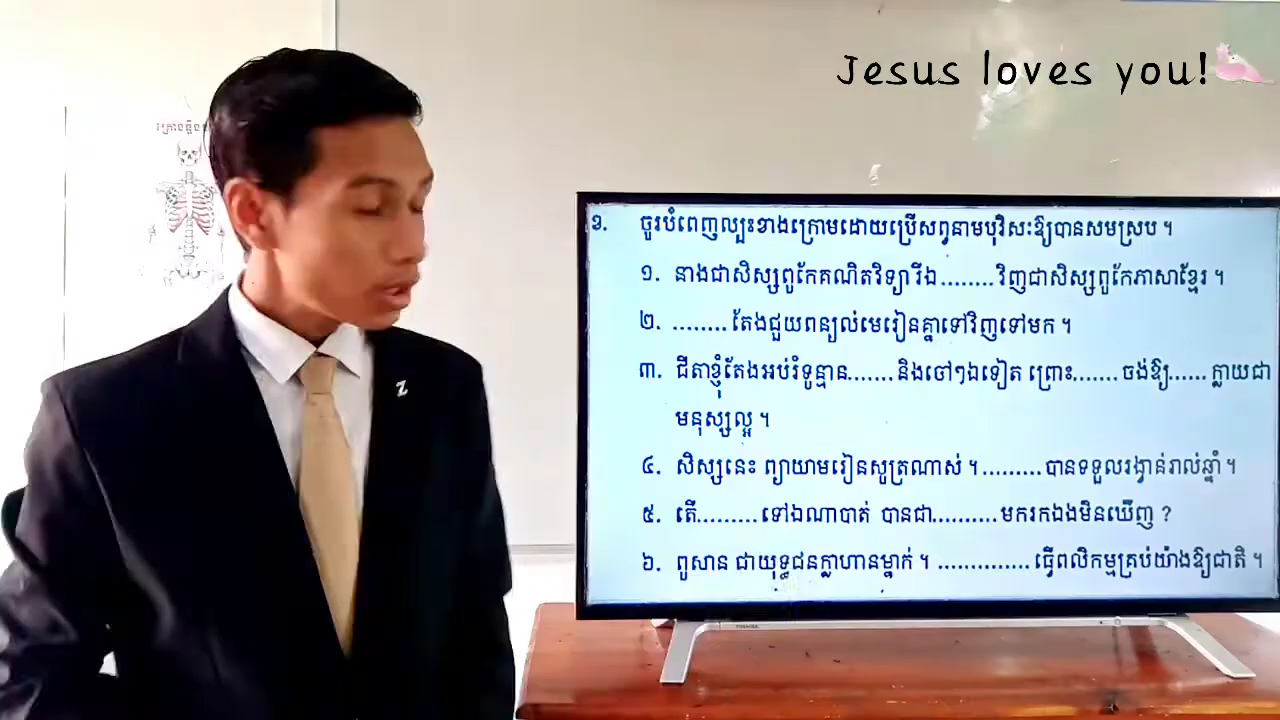 Jesus loves you!
គ្រោងឆ្អឹង
Z
ខ. ចូរបំពេញល្បះខាងក្រោមដោយប្រើសព្វនាមបុរិសៈឱ្យបានសមស្រប ។
១. នាងជាសិស្សពូកែគណិតវិទ្យា រីឯ........វិញជាសិស្សពូកែភាសាខ្មែរ ។
២. ........ តែងជួយពន្យល់មេរៀនគ្នាទៅវិញទៅមក ។
៣. ជីតាខ្ញុំតែងអប់រំទូន្មាន....... និងចៅៗឯទៀត ព្រោះ....... ចង់ឱ្យ...... ក្លាយជា
មនុស្សល្អ ។
៤. សិស្សនេះ ព្យាយាមរៀនសូត្រណាស់ ។ .........បានទទួលរង្វាន់រាល់ឆ្នាំ ។
៥. តើ......... ទៅឯណាបាត់ បានជា.......... មករកឯងមិនឃើញ ?
៦. ពូសាន ជាយុទ្ធជនក្លាហានម្នាក់ ។ .............. ធ្វើពលិកម្មគ្រប់យ៉ាងឱ្យជាតិ ។
TOSHIBA